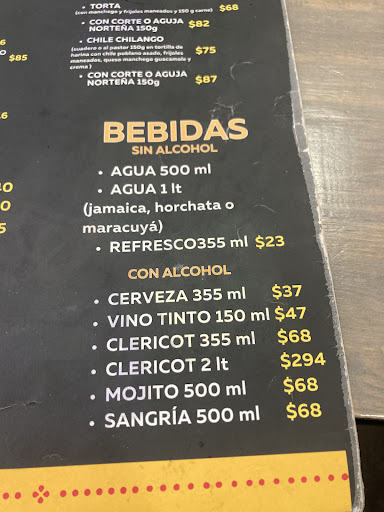 TORTA $68
(con manchego y frijoles maneados y 150 g carne)
CON CORTE O AGUJA $82
NORTEÑA 150g
CHILE CHILANGO
(suadero o al pastor 150g en tortilla de $75
harina con chile poblano asado, frijoles
maneados, queso manchego guacamole y
crema )
CON CORTE O AGUJA $87
NORTEÑA 150g
O
$85
BEBIDAS
SIN ALCOHOL
• AGUA 500 ml
• AGUA 1 lt
(jamaica, horchata o
maracuyá)
• REFRESCO355 ml $23
CON ALCOHOL
• CERVEZA 355 ml $37
• VINO TINTO 150 ml $47
• CLERICOT 355 ml $68
• CLERICOT 2 lt $294
• MOJITO 500 ml $68
• SANGRÍA 500 ml $68